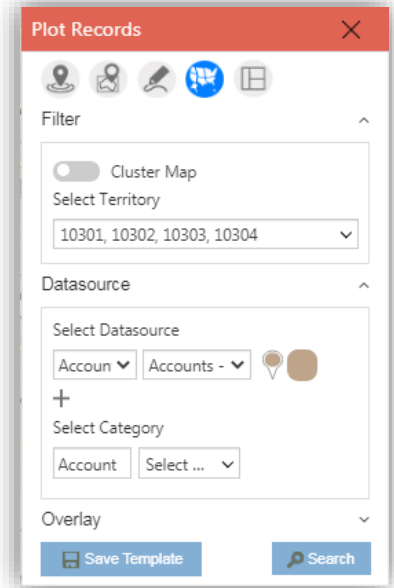 Plot Records
Filter
Cluster Map
Select Territory
10301, 10302, 10303, 10304
Datasource
Select Datasource
Accoun Accounts -
Select Category
Account Select ...
Overlay
Save Template Search